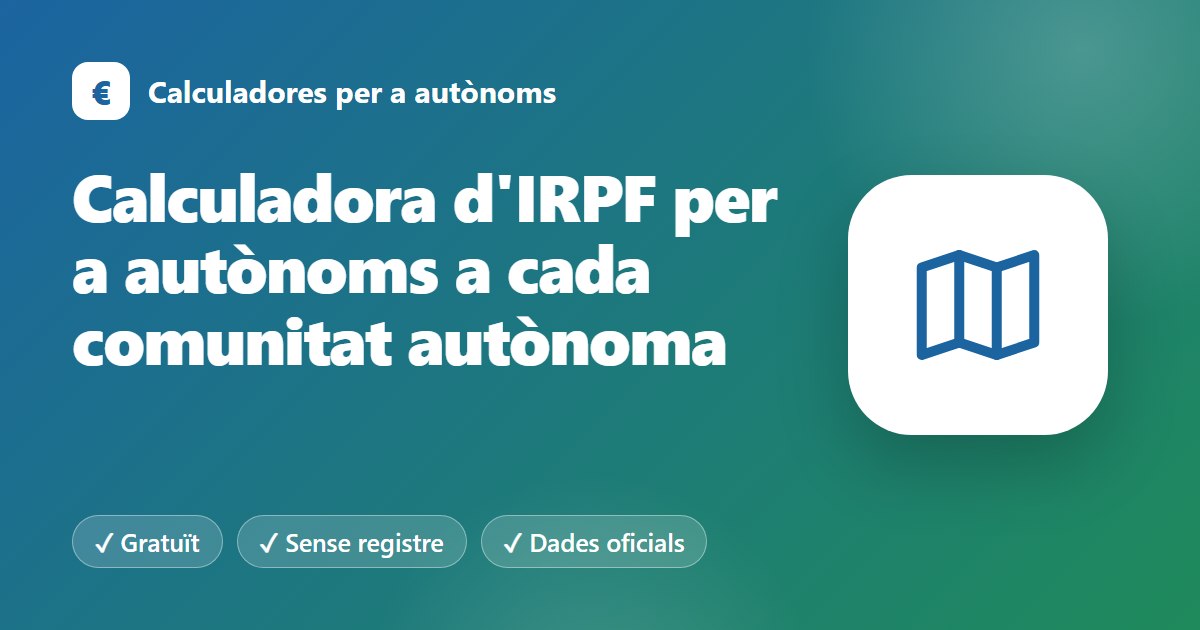 €
Calculadores per a autònoms
Calculadora d'IRPF per
a autònoms a cada
comunitat autònoma
✓ Gratuït
✓ Sense registre
✓ Dades oficials